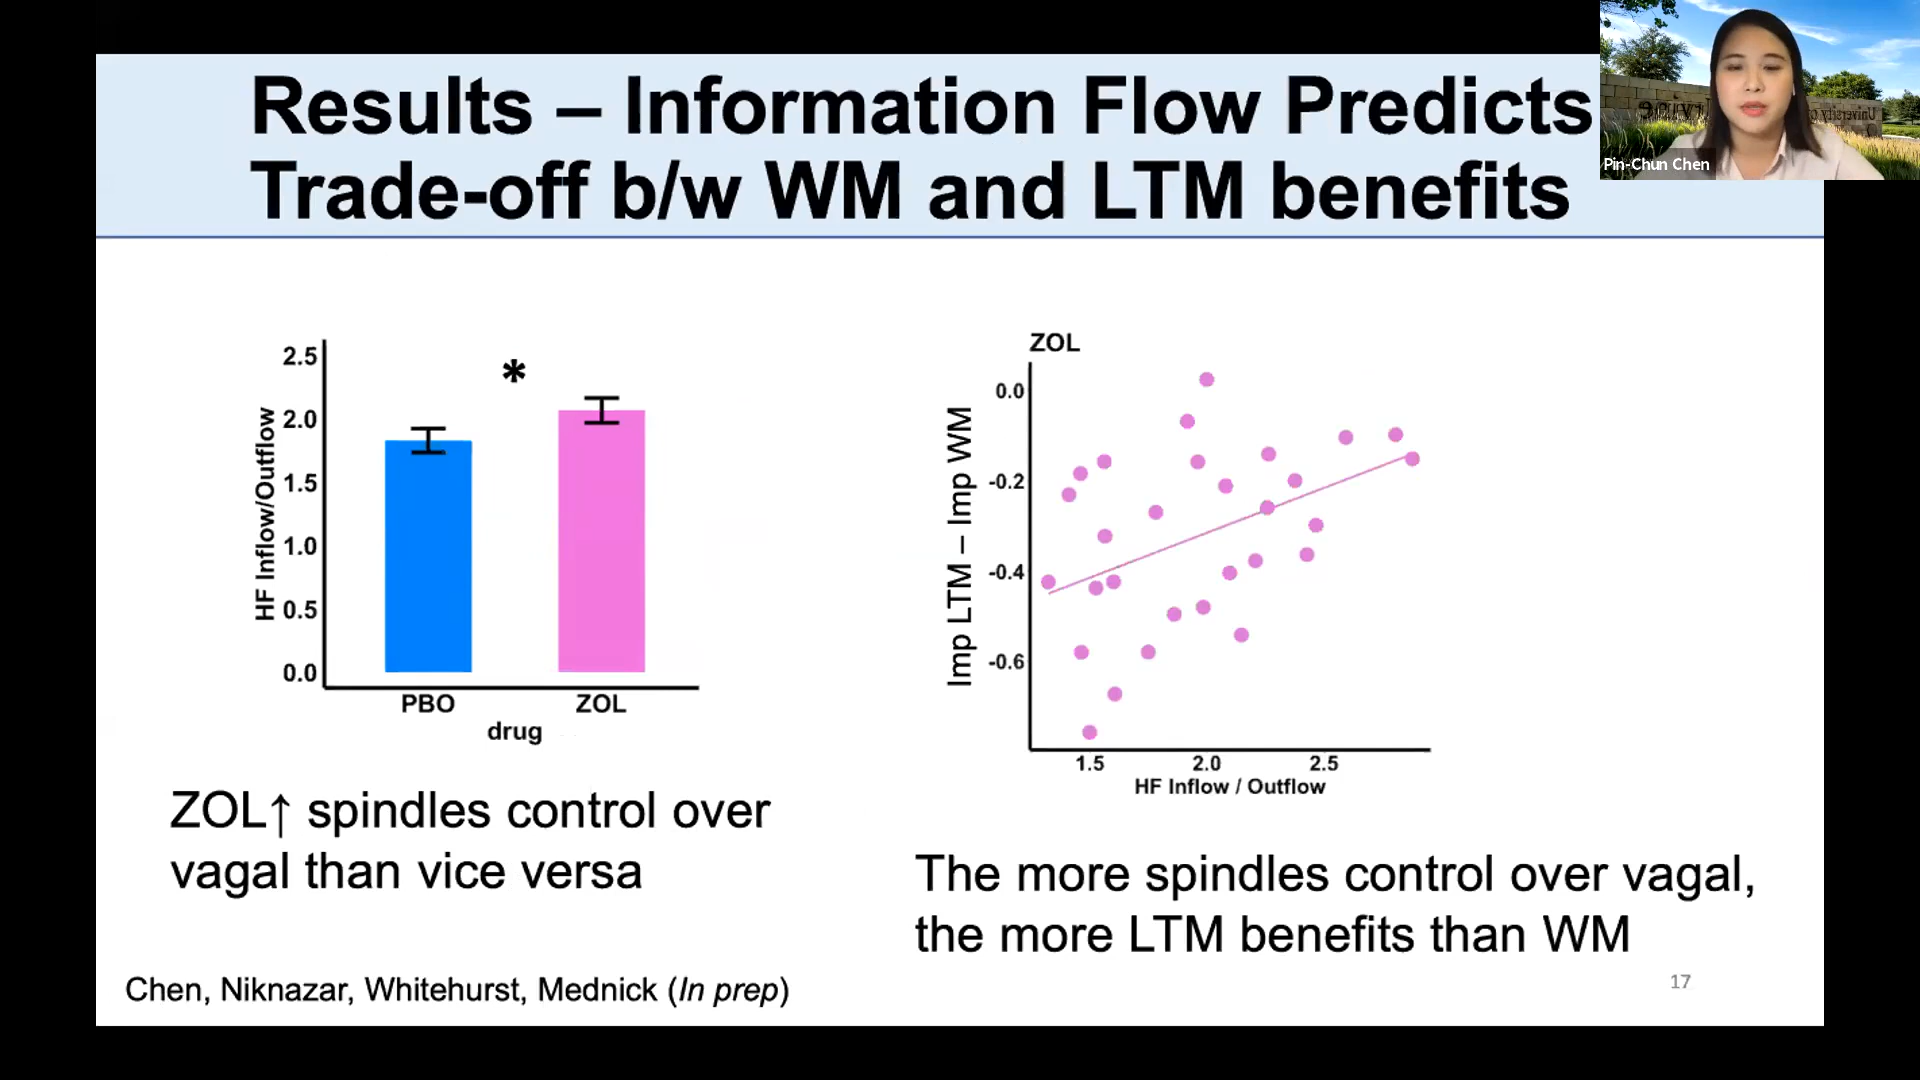 Results – Information Flow Predicts
Trade-off b/w WM and LTM benefits
Pin-Chun Chen
2.5
2.0
1.5
1.0
0.5
0.0
HF Inflow/Outflow
*
PBO
ZOL
drug
ZOL
0.0
-0.2
-0.4
-0.6
Imp LTM – Imp WM
1.5
2.0
2.5
HF Inflow / Outflow
ZOL↑ spindles control over
vagal than vice versa
The more spindles control over vagal,
the more LTM benefits than WM
Chen, Niknazar, Whitehurst, Mednick (In prep)
17